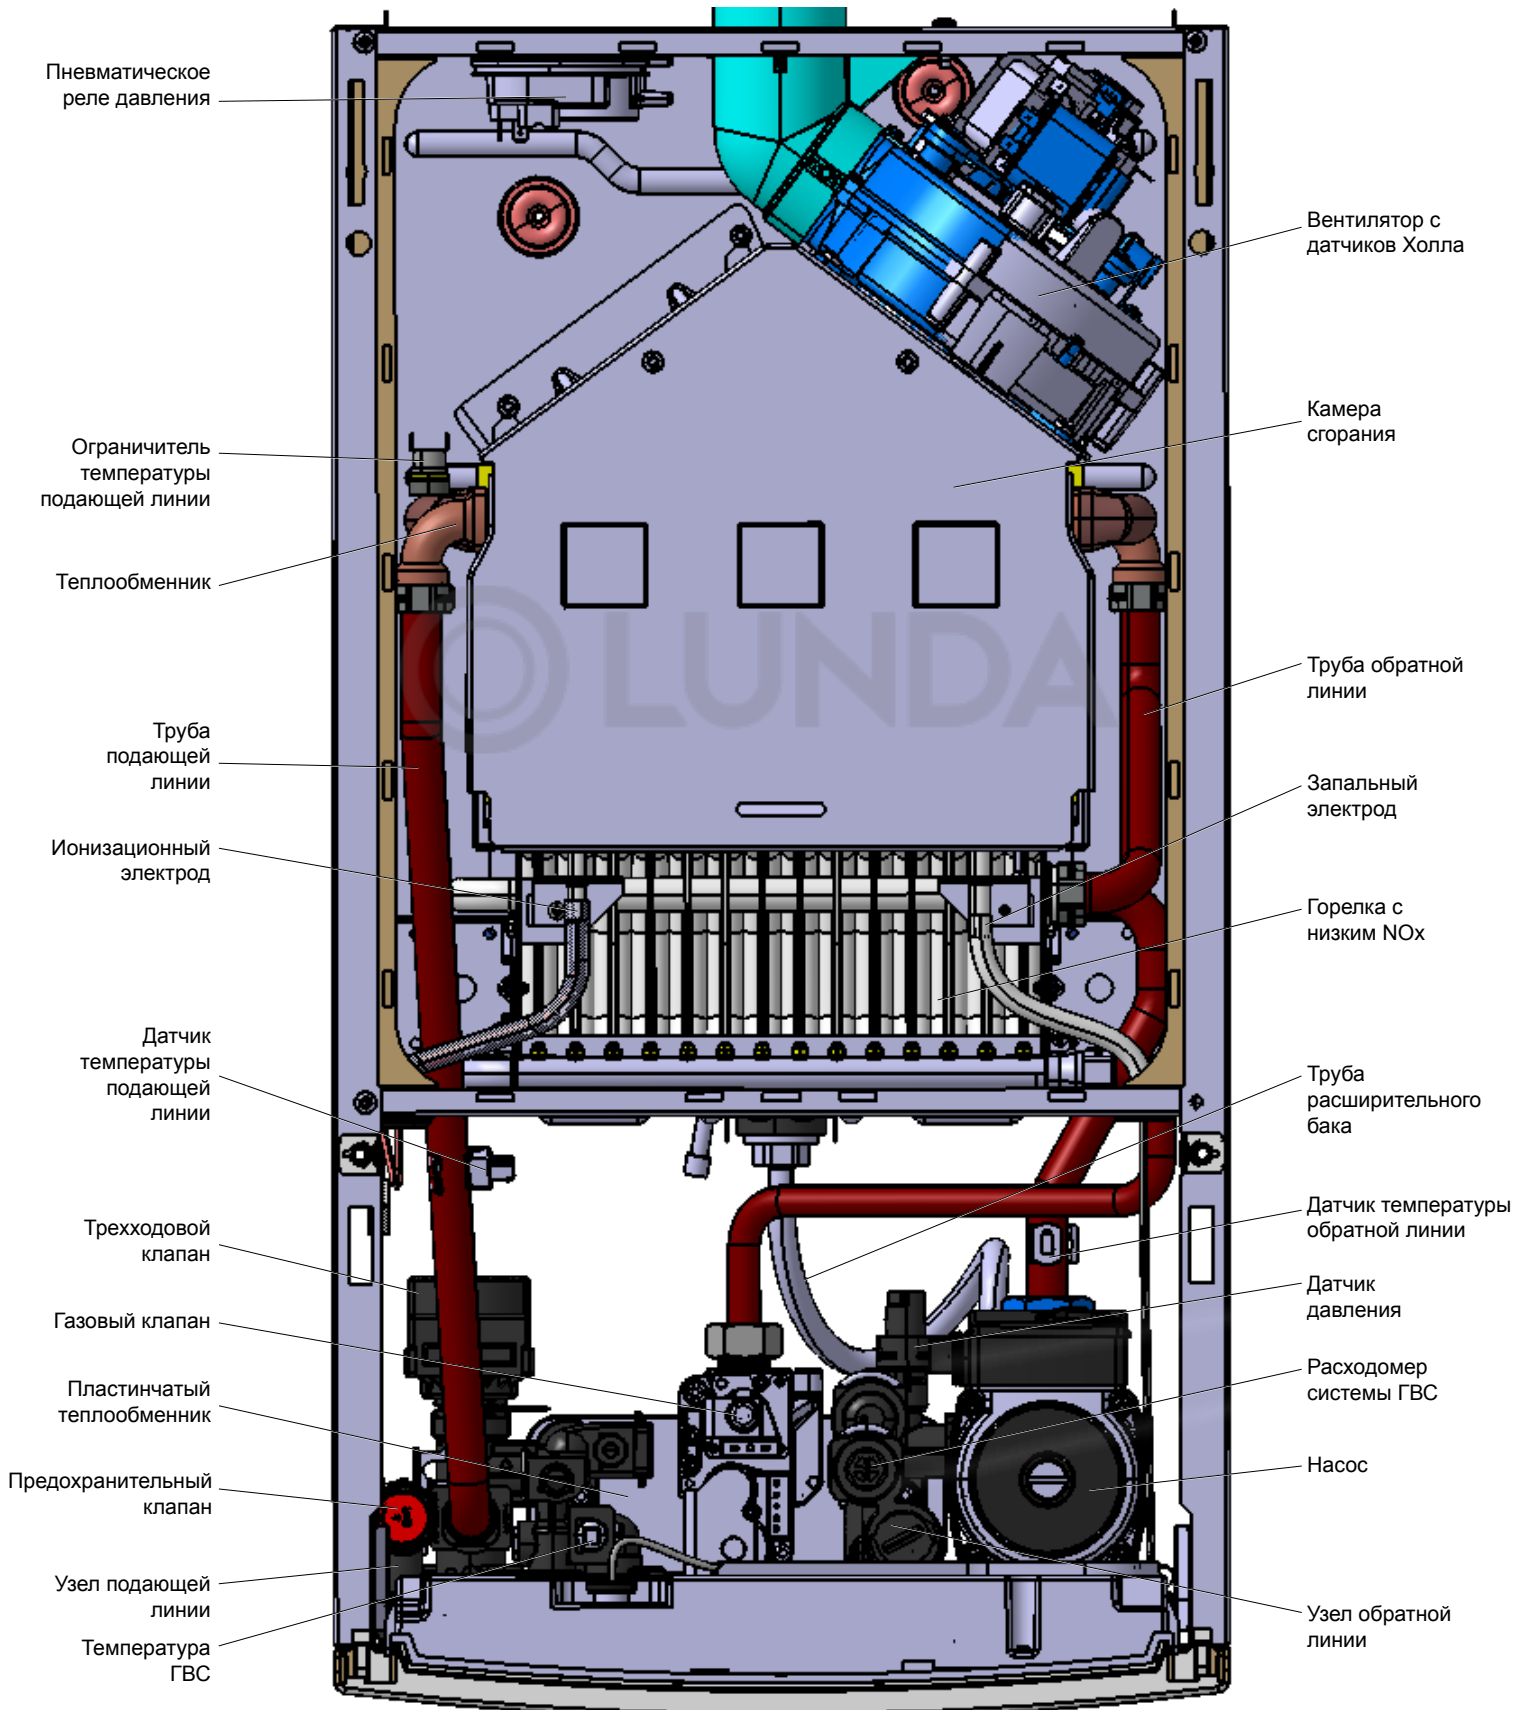 Пневматическое
реле давления
Ограничитель
температуры
подающей линии
Теплообменник
Труба
подающей
линии
Ионизационный
электрод
Датчик
температуры
подающей
линии
Трехходовой
клапан
Газовый клапан
Пластинчатый
теплообменник
Предохранительный
клапан
Узел подающей
линии
Температура
ГВС
LUNDA
Вентилятор с
датчиков Холла
Камера
сгорания
Труба обратной
линии
Запальный
электрод
Горелка с
низким NOx
Труба
расширительного
бака
Датчик температуры
обратной линии
Датчик
давления
Расходомер
системы ГВС
Насос
Узел обратной
линии